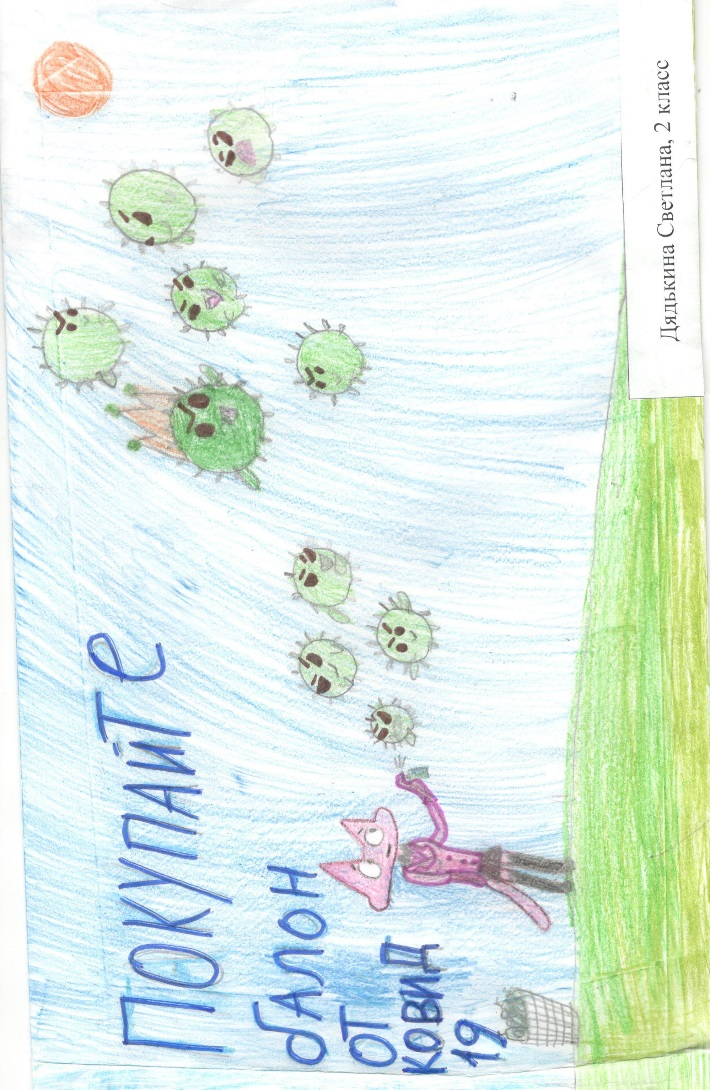 ПОКУПАЙТЕ
бАЛОН
ОТ
КОВИД
19
Дядькина Светлана, 2 класс